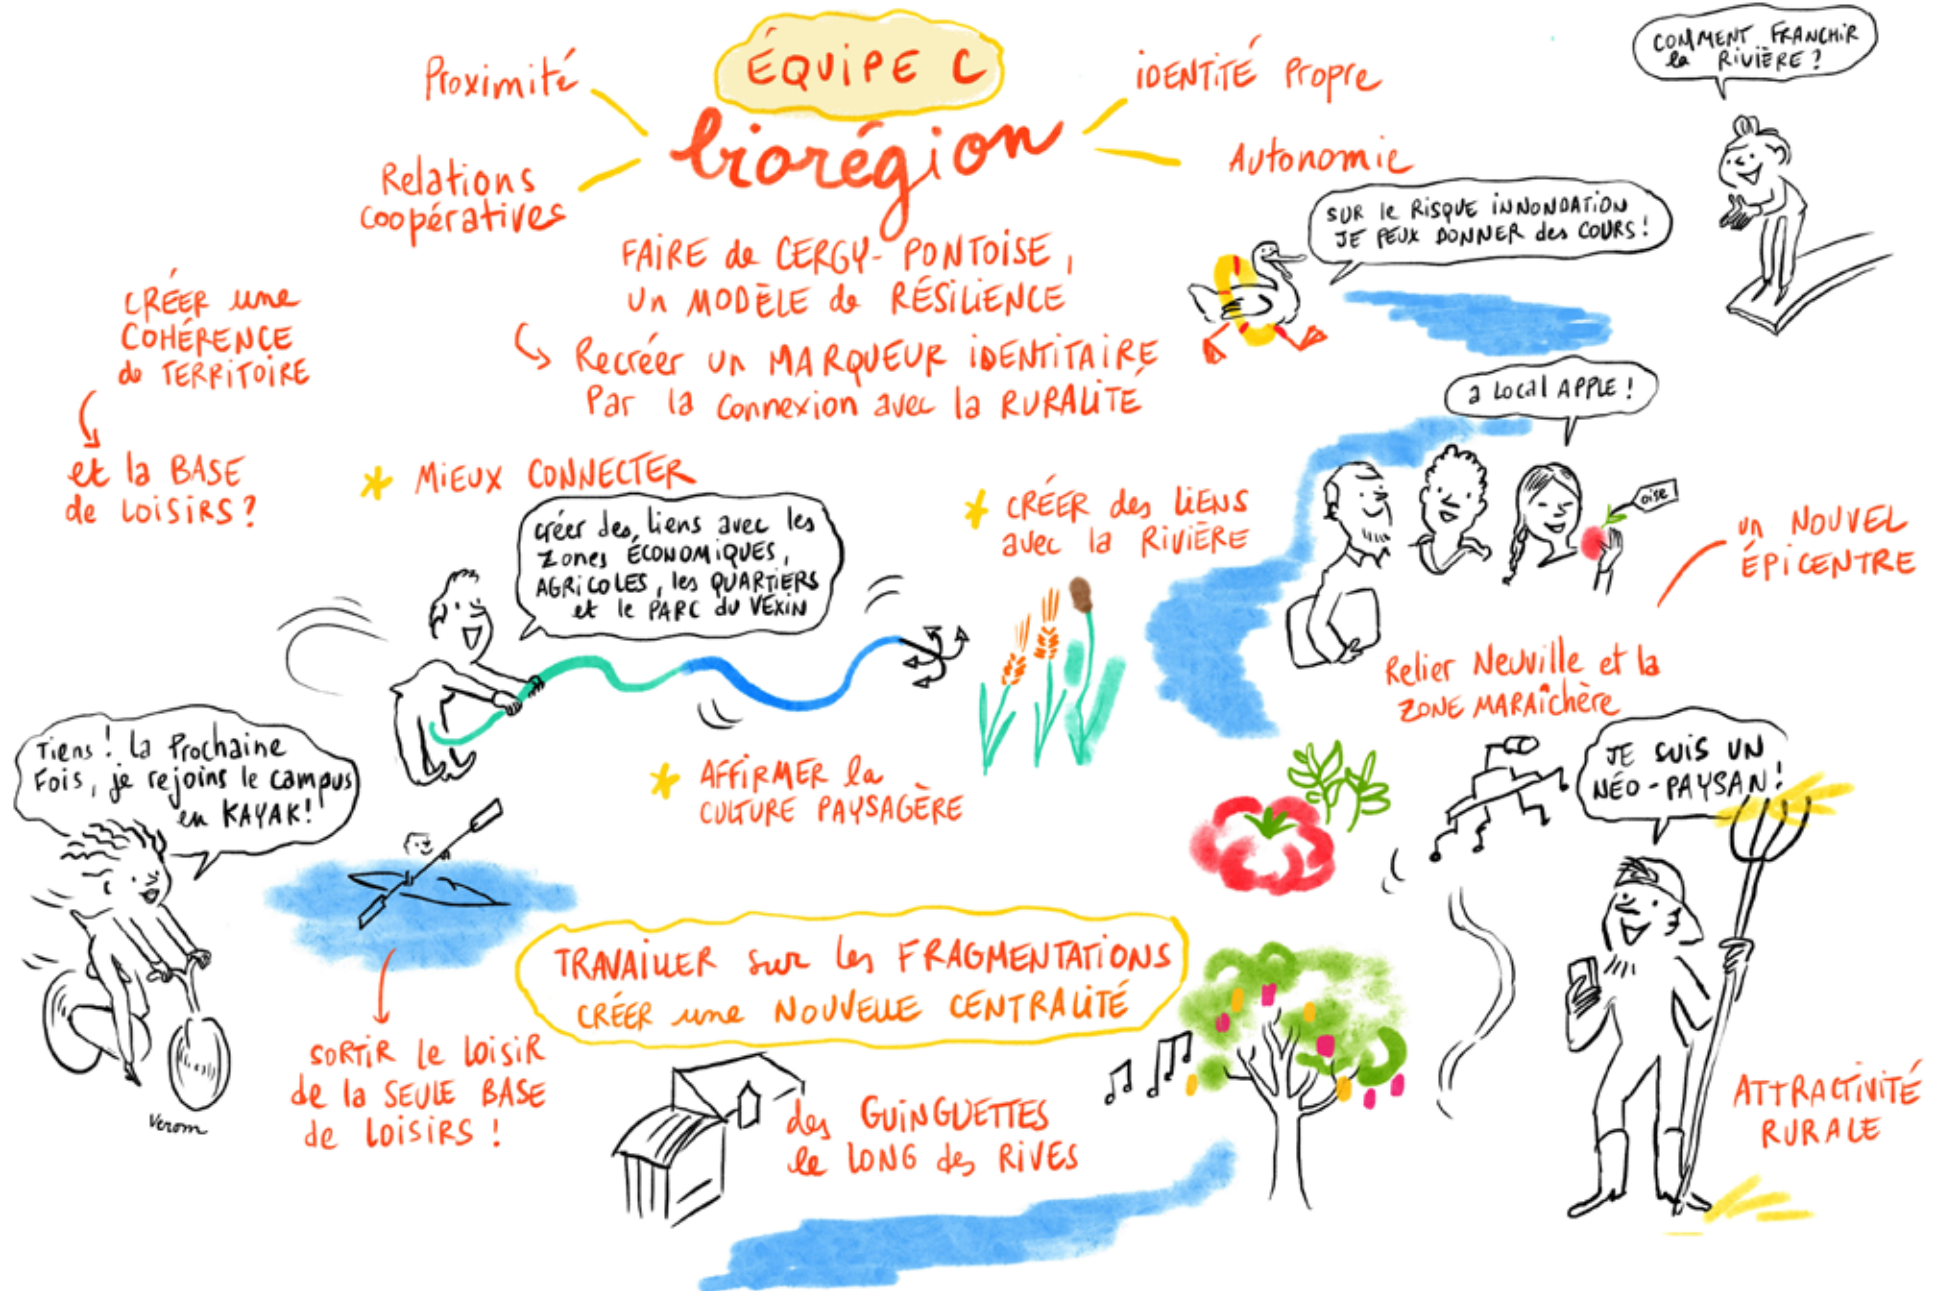 ÉQUIPE C
biorégion
Proximité
Relations
coopératives
iDENTITÉ Propre
Autonomie
COMMENT FRANCHIR
la RIVIÈRE ?
SUR le RISQUE iNNONDATION
JE PEUX DONNER des COURS !
FAIRE de CERGY-PONTOISE,
un MODÈLE de RÉSILIENCE
Recréer un MARQUEUR iDENTITAIRE
Par la connexion avec la RURALITÉ
CRÉER une
COHÉRENCE
de TERRITOIRE
et la BASE
de LOISIRS ?
* MIEUX CONNECTER
créer des liens avec les
zones ÉCONOMIQUES,
AGRICOLES, les QUARTIERS
et le PARC du VEXIN
* CRÉER des LIENS
avec la RIVIÈRE
a Local APPLE !
oise
un NOUVEL
ÉPICENTRE
Relier Neuville et la
ZONE MARAîchère
Tiens ! la Prochaine
Fois, je rejoins le campus
en KAYAK !
* AFFIRMER la
CULTURE PAYSAGÈRE
JE SUIS UN
NÉO-PAYSAN !
TRAVAILLER sur les FRAGMENTATIONS
CRÉER une NOUVELLE CENTRALITÉ
SORTIR le LOISIR
de la SEULE BASE
de LOISIRS !
des GUINGUETTES
le LONG des RIVES
ATTRACTIVITÉ
RURALE
Verom